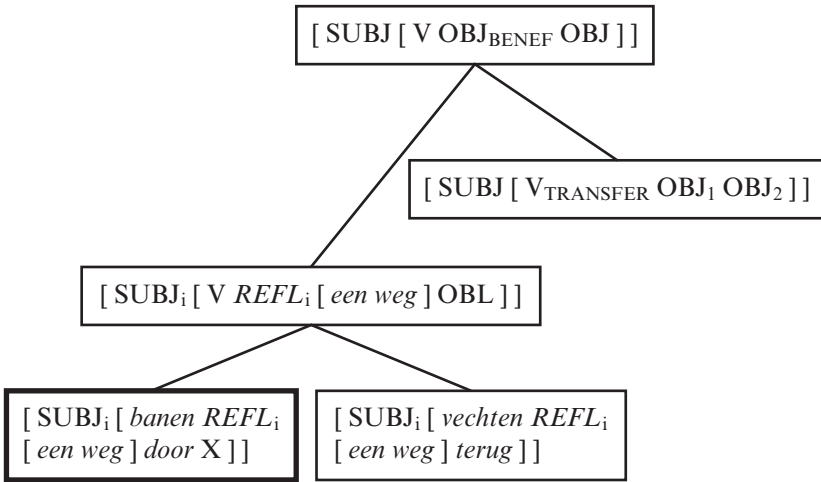 [ SUBJ [ V OBJBENEF OBJ ] ]
[ SUBJ [ VTRANSFER OBJ1 OBJ2 ] ]
[ SUBJi [ V REFLi [ een weg ] OBL ] ]
[ SUBJi [ banen REFLi
[ een weg ] door X ] ]
[ SUBJi [ vechten REFLi
[ een weg ] terug ] ]